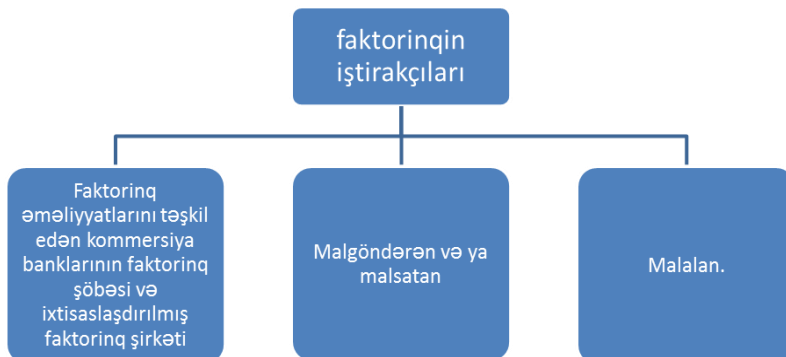 faktorinqin
iştirakçıları
Faktorinq
əməliyyatlarını təşkil
edən kommersiya
banklarının faktorinq
şöbəsi və
ixtisaslaşdırılmış
faktorinq şirkəti
Malgöndərən və ya
malsatan
Malalan.